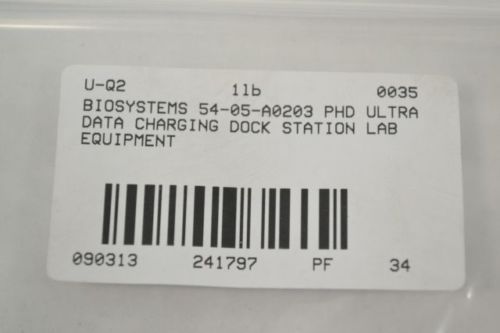 U-Q2 1lb 0035
BIOSYSTEMS 54-05-A0203 PHD ULTRA
DATA CHARGING DOCK STATION LAB
EQUIPMENT
090313 241797 PF 34